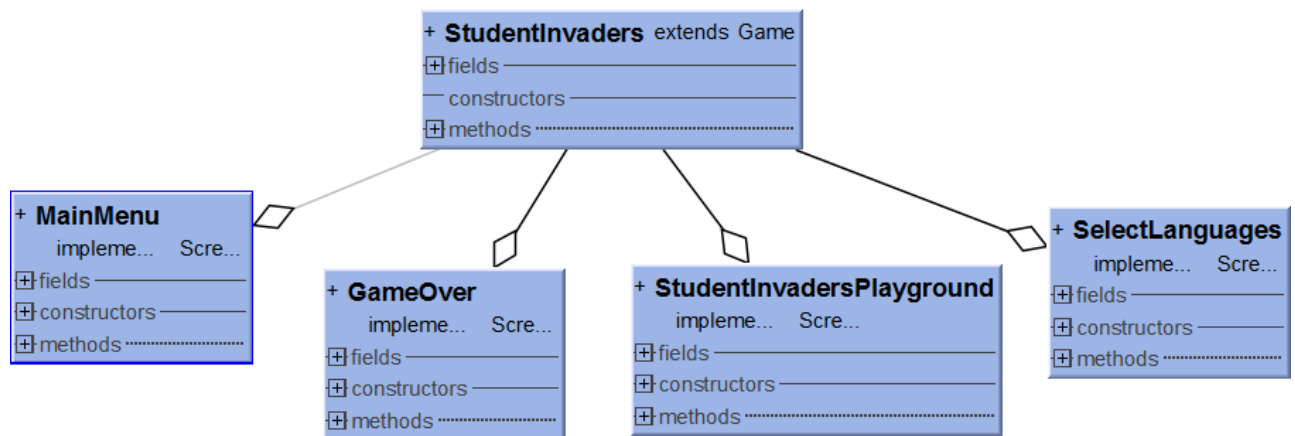 + StudentInvaders extends Game
+ fields
constructors
+ methods
+ MainMenu
impleme... Scre...
+ fields
+ constructors
+ methods
+ GameOver
impleme... Scre...
+ fields
+ constructors
+ methods
+ StudentInvadersPlayground
impleme... Scre...
+ fields
+ constructors
+ methods
+ SelectLanguages
impleme... Scre...
+ fields
+ constructors
+ methods